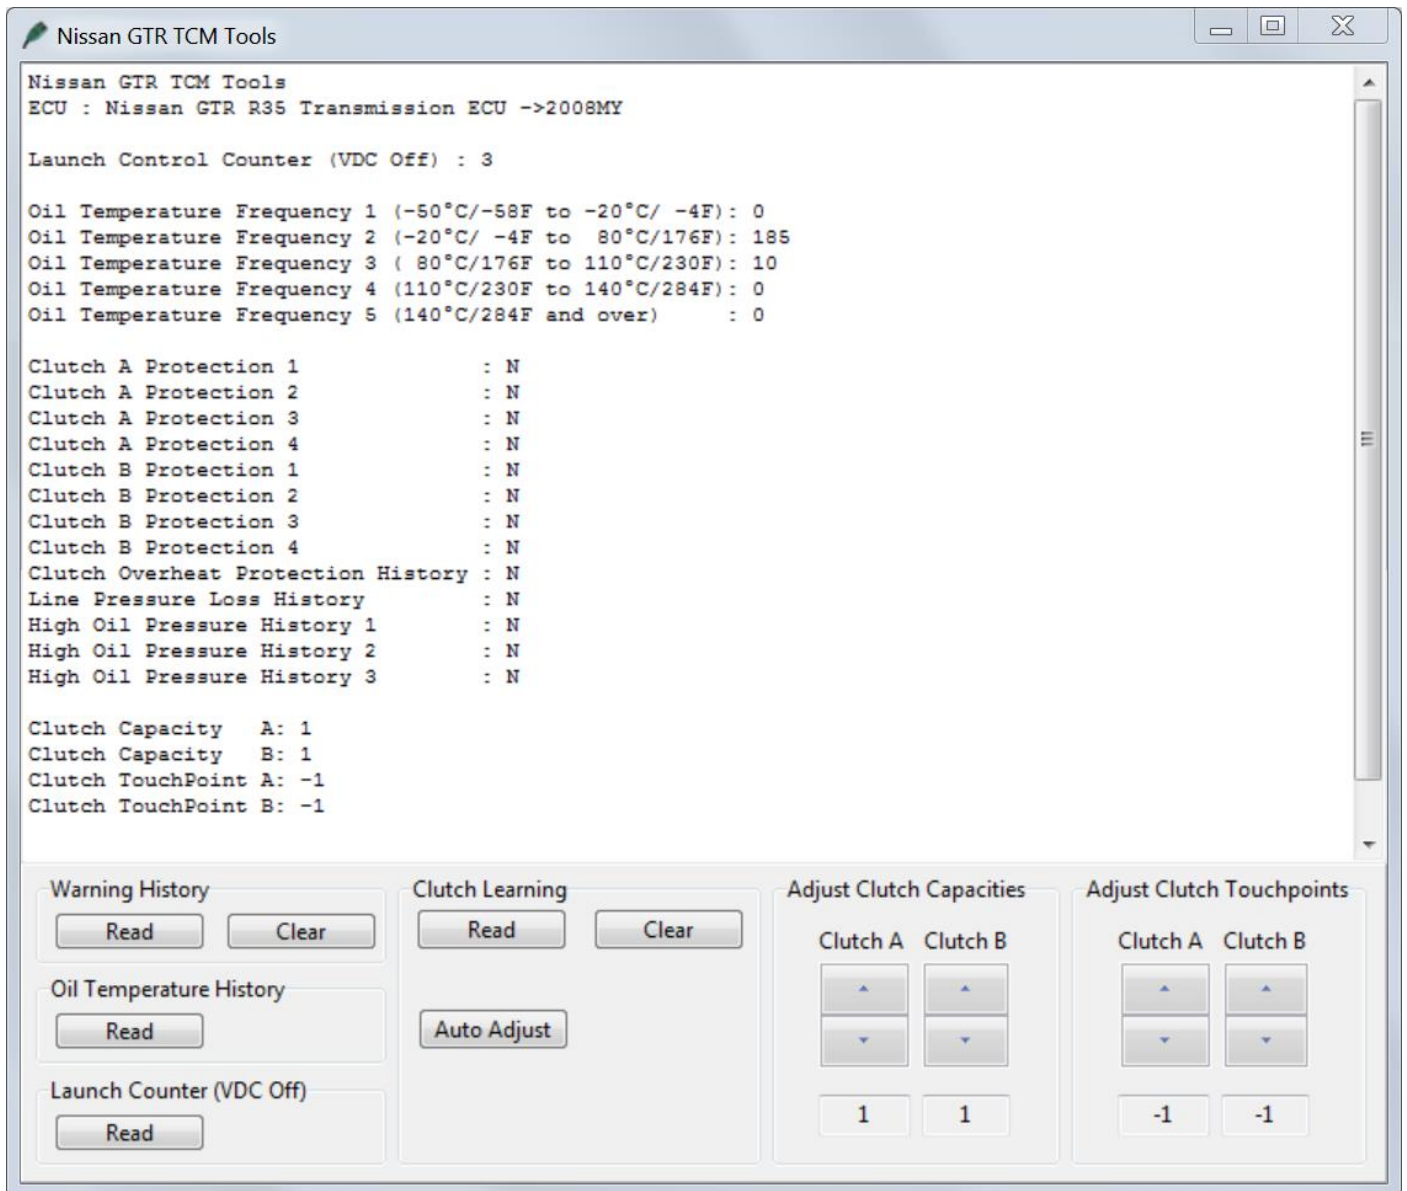 Nissan GTR TCM Tools
Nissan GTR TCM Tools
ECU : Nissan GTR R35 Transmission ECU ->2008MY
Launch Control Counter (VDC Off) : 3
Oil Temperature Frequency 1 (-50°C/-58F to -20°C/ -4F): 0
Oil Temperature Frequency 2 (-20°C/ -4F to  80°C/176F): 185
Oil Temperature Frequency 3 ( 80°C/176F to 110°C/230F): 10
Oil Temperature Frequency 4 (110°C/230F to 140°C/284F): 0
Oil Temperature Frequency 5 (140°C/284F and over)     : 0
Clutch A Protection 1              : N
Clutch A Protection 2              : N
Clutch A Protection 3              : N
Clutch A Protection 4              : N
Clutch B Protection 1              : N
Clutch B Protection 2              : N
Clutch B Protection 3              : N
Clutch B Protection 4              : N
Clutch Overheat Protection History : N
Line Pressure Loss History         : N
High Oil Pressure History 1        : N
High Oil Pressure History 2        : N
High Oil Pressure History 3        : N
Clutch Capacity   A: 1
Clutch Capacity   B: 1
Clutch TouchPoint A: -1
Clutch TouchPoint B: -1
Warning History
Read Clear
Oil Temperature History
Read
Launch Counter (VDC Off)
Read
Clutch Learning
Read Clear
Auto Adjust
Adjust Clutch Capacities
Clutch A Clutch B
1 1
Adjust Clutch Touchpoints
Clutch A Clutch B
-1 -1